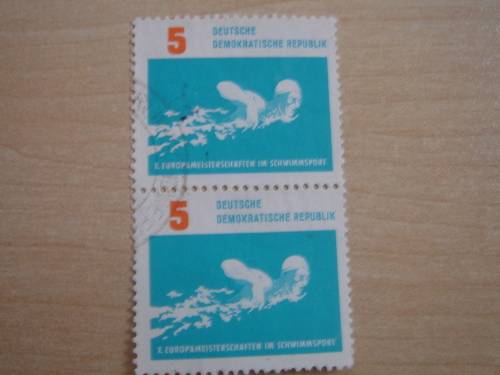 5
DEUTSCHE
DEMOKRATISCHE REPUBLIK
X. EUROPAMEISTERSCHAFTEN IM SCHWIMMSPORT
5
DEUTSCHE
DEMOKRATISCHE REPUBLIK
X. EUROPAMEISTERSCHAFTEN IM SCHWIMMSPORT